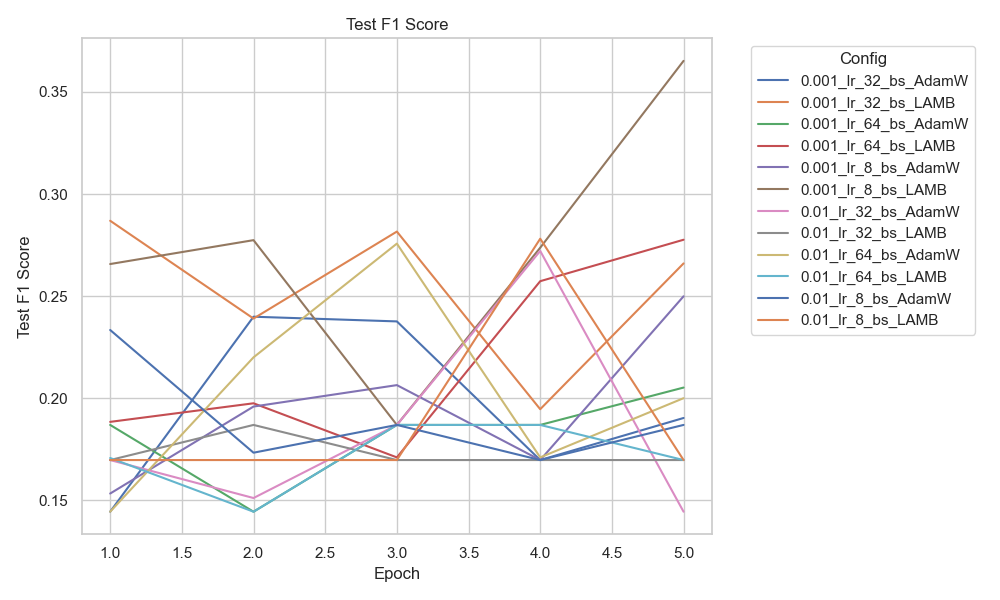 Test F1 Score
Test F1 Score
0.35
0.30
0.25
0.20
0.15
1.0 1.5 2.0 2.5 3.0 3.5 4.0 4.5 5.0
Epoch
Config
0.001_lr_32_bs_AdamW
0.001_lr_32_bs_LAMB
0.001_lr_64_bs_AdamW
0.001_lr_64_bs_LAMB
0.001_lr_8_bs_AdamW
0.001_lr_8_bs_LAMB
0.01_lr_32_bs_AdamW
0.01_lr_32_bs_LAMB
0.01_lr_64_bs_AdamW
0.01_lr_64_bs_LAMB
0.01_lr_8_bs_AdamW
0.01_lr_8_bs_LAMB